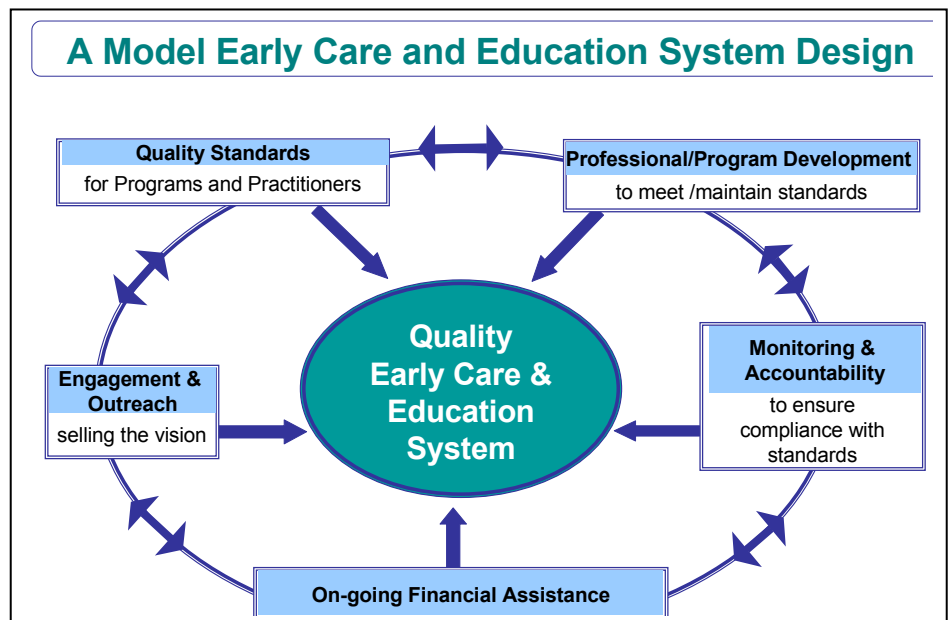 A Model Early Care and Education System Design
Quality Standards
for Programs and Practitioners
Professional/Program Development
to meet /maintain standards
Quality
Early Care &
Education
System
Engagement &
Outreach
selling the vision
Monitoring &
Accountability
to ensure
compliance with
standards
On-going Financial Assistance